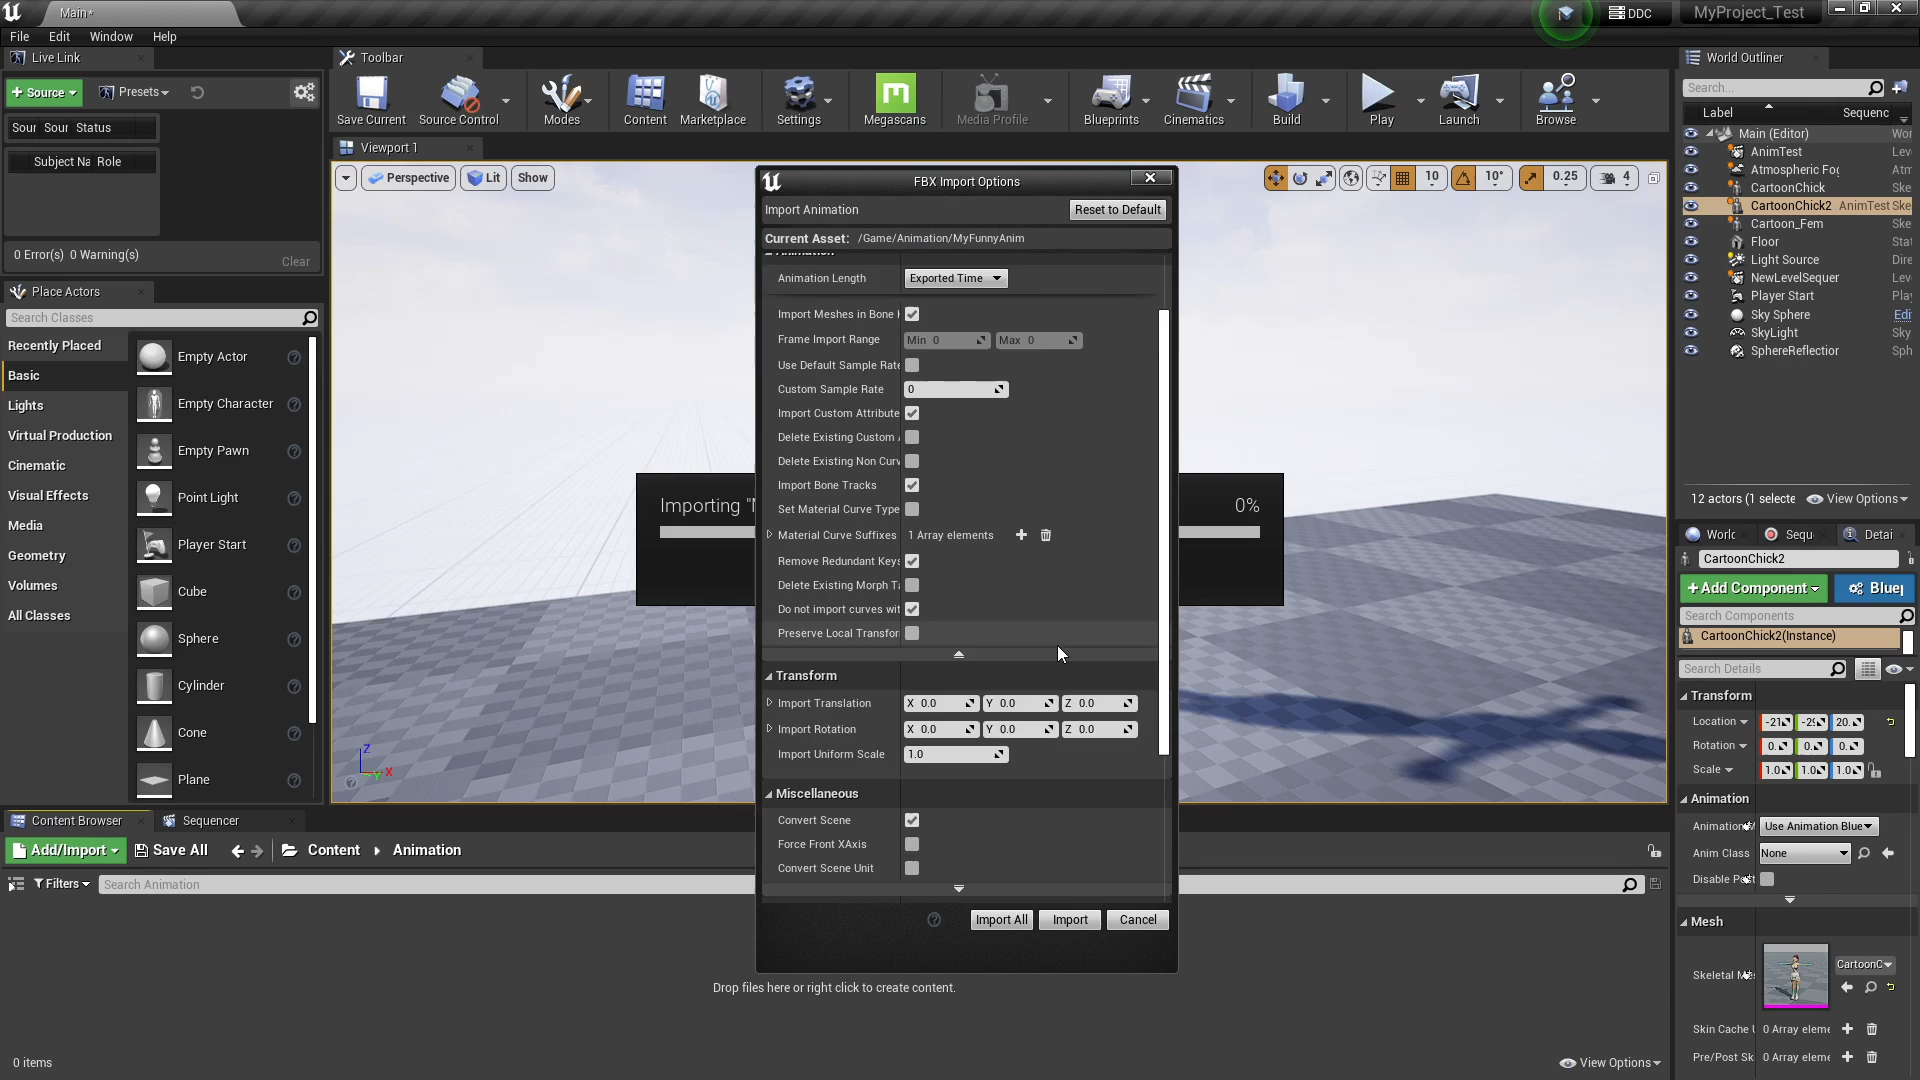 Main*
DDC
MyProject_Test
File Edit Window Help
Live Link
Source
Presets
Sour Sour Status
Subject Na Role
0 Error(s) 0 Warning(s)
Clear
Place Actors
Search Classes
Recently Placed
Basic
Lights
Virtual Production
Cinematic
Visual Effects
Media
Geometry
Volumes
All Classes
Empty Actor
Empty Character
Empty Pawn
Point Light
Player Start
Cube
Sphere
Cylinder
Cone
Plane
Toolbar
Save Current
Source Control
Modes
Content
Marketplace
Settings
Megascans
Media Profile
Blueprints
Cinematics
Build
Play
Launch
Browse
Viewport 1
Perspective
Lit
Show
10
10°
0.25
4
Importing "
0%
Z
X
FBX Import Options
Import Animation
Reset to Default
Current Asset: /Game/Animation/MyFunnyAnim
Animation
Animation Length
Exported Time
Import Meshes in Bone
Frame Import Range
Min 0
Max 0
Use Default Sample Rate
Custom Sample Rate
0
Import Custom Attribute
Delete Existing Custom
Delete Existing Non Curv
Import Bone Tracks
Set Material Curve Type
Material Curve Suffixes
1 Array elements
Remove Redundant Keys
Delete Existing Morph Ta
Do not import curves wit
Preserve Local Transfor
Transform
Import Translation
X 0.0 Y 0.0 Z 0.0
Import Rotation
X 0.0 Y 0.0 Z 0.0
Import Uniform Scale
1.0
Miscellaneous
Convert Scene
Force Front XAxis
Convert Scene Unit
Import All
Import
Cancel
World Outliner
Search...
Label
Sequenc
Main (Editor) Wor
AnimTest Lev
Atmospheric Fog Atm
CartoonChick Ske
CartoonChick2 AnimTest Ske
Cartoon_Fem Ske
Floor Stat
Light Source Dire
NewLevelSequer Lev
Player Start Play
Sky Sphere Edi
SkyLight Sky
SphereReflection Sph
12 actors (1 selecte
View Options
World
Sequ
Detai
CartoonChick2
Add Component
Bluep
Search Components
CartoonChick2(Instance)
Search Details
Transform
Location
-21 -29 20.
Rotation
0. 0. 0.
Scale
1.0 1.0 1.0
Animation
Animation
Use Animation Blue
Anim Class
None
Disable Post
Mesh
Skeletal Me
CartoonC
Skin Cache
0 Array eleme
Pre/Post Sk
0 Array eleme
Content Browser
Sequencer
Add/Import
Save All
Content
Animation
Filters
Search Animation
Drop files here or right click to create content.
0 items
View Options